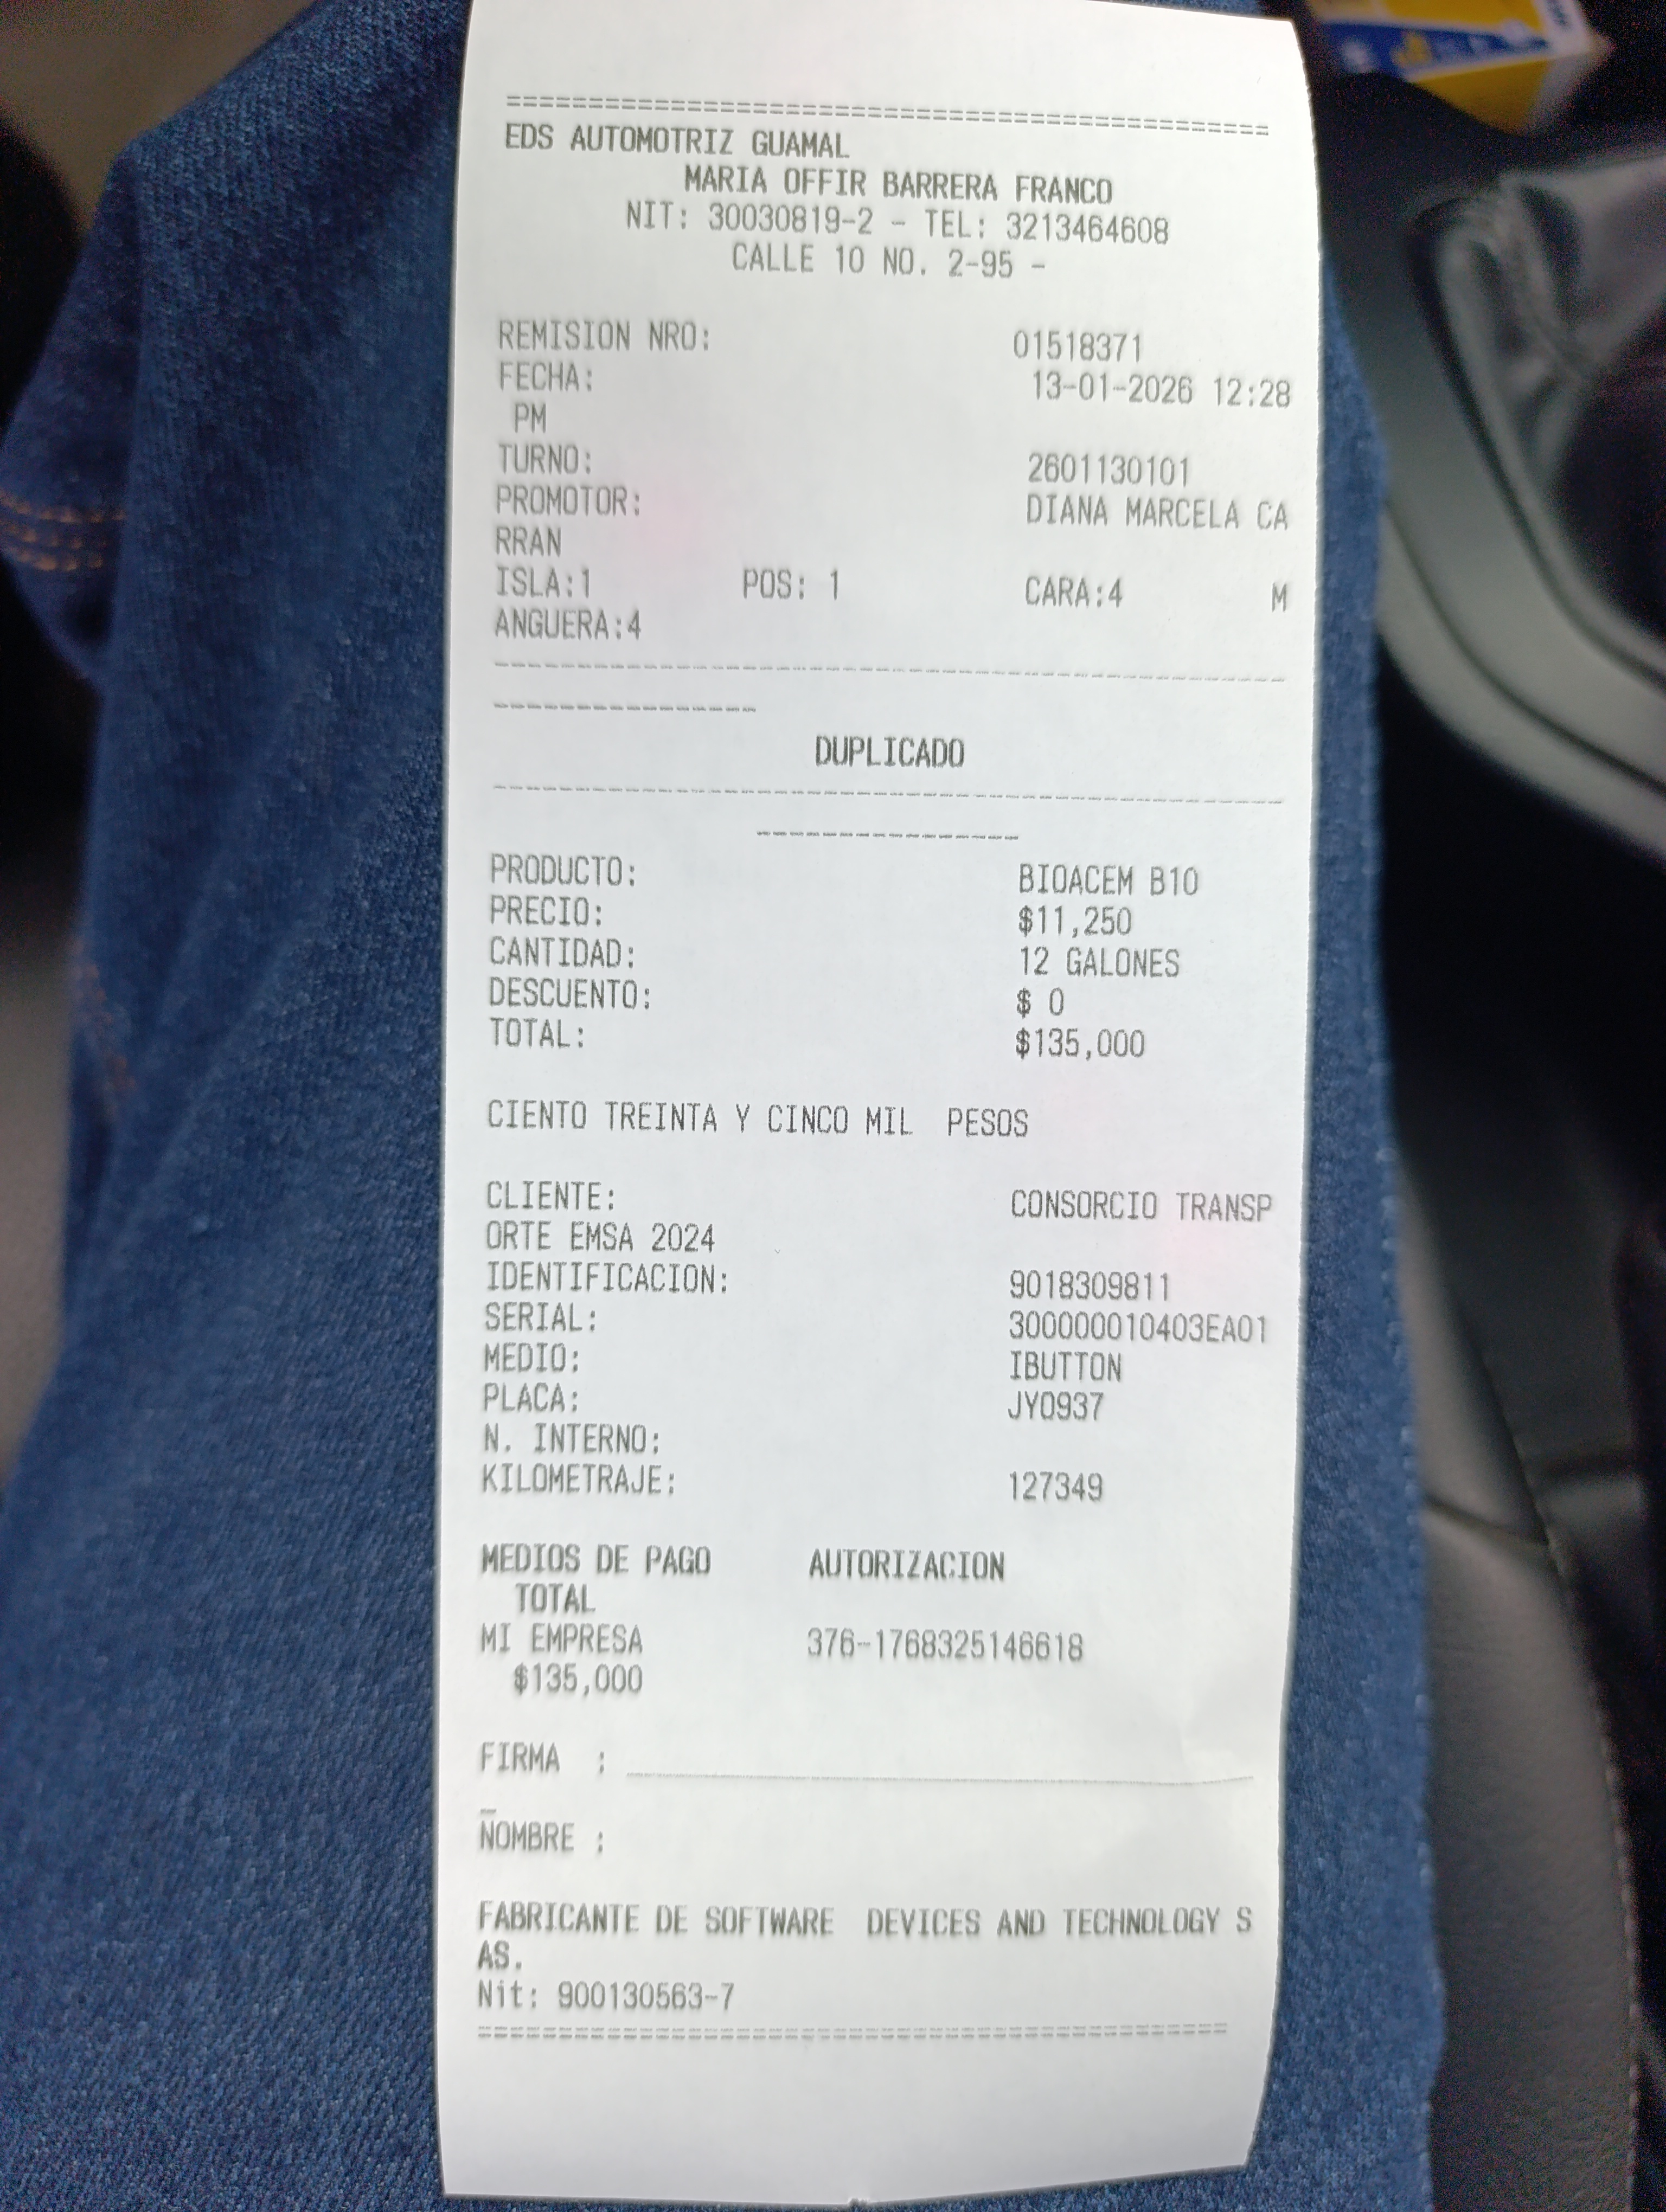 ================================================
EDS AUTOMOTRIZ GUAMAL
MARIA OFFIR BARRERA FRANCO
NIT: 30030819-2 - TEL: 3213464608
CALLE 10 NO. 2-95 -
REMISION NRO: 01518371
FECHA: 13-01-2026 12:28
PM
TURNO: 2601130101
PROMOTOR: DIANA MARCELA CA
RRAN
ISLA:1 POS: 1 CARA:4 M
ANGUERA:4
------------------------------------------------
----------------
DUPLICADO
------------------------------------------------
----------------
PRODUCTO: BIOACEM B10
PRECIO: $11,250
CANTIDAD: 12 GALONES
DESCUENTO: $ 0
TOTAL: $135,000
CIENTO TREINTA Y CINCO MIL  PESOS
CLIENTE: CONSORCIO TRANSP
ORTE EMSA 2024
IDENTIFICACION: 9018309811
SERIAL: 300000010403EA01
MEDIO: IBUTTON
PLACA: JYO937
N. INTERNO:
KILOMETRAJE: 127349
MEDIOS DE PAGO AUTORIZACION
TOTAL
MI EMPRESA 376-1768325146618
$135,000
FIRMA : ______________________________________
_
NOMBRE :
FABRICANTE DE SOFTWARE  DEVICES AND TECHNOLOGY S
AS.
Nit: 900130563-7
================================================